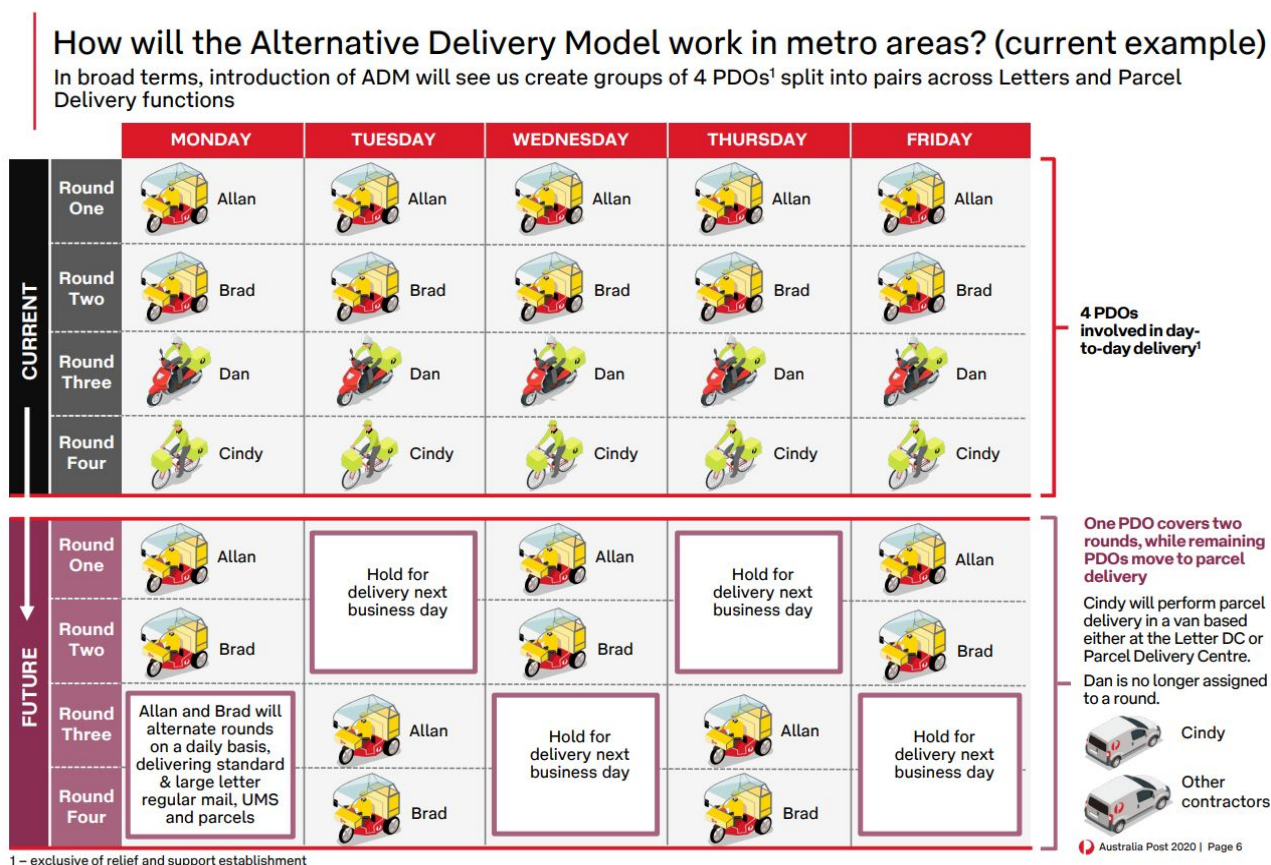 How will the Alternative Delivery Model work in metro areas? (current example)
In broad terms, introduction of ADM will see us create groups of 4 PDOs¹ split into pairs across Letters and Parcel
Delivery functions
MONDAY
TUESDAY
WEDNESDAY
THURSDAY
FRIDAY
CURRENT
Round
One
Allan
Allan
Allan
Allan
Allan
Round
Two
Brad
Brad
Brad
Brad
Brad
Round
Three
Dan
Dan
Dan
Dan
Dan
Round
Four
Cindy
Cindy
Cindy
Cindy
Cindy
4 PDOs
involved in day-
to-day delivery¹
FUTURE
Round
One
Allan
Hold for
delivery next
business day
Allan
Hold for
delivery next
business day
Allan
Round
Two
Brad
Brad
Brad
Round
Three
Allan and Brad will
alternate rounds
on a daily basis,
delivering standard
& large letter
regular mail, UMS
and parcels
Allan
Hold for
delivery next
business day
Allan
Hold for
delivery next
business day
Round
Four
Brad
Brad
One PDO covers two
rounds, while remaining
PDOs move to parcel
delivery
Cindy will perform parcel
delivery in a van based
either at the Letter DC or
Parcel Delivery Centre.
Dan is no longer assigned
to a round.
Cindy
Other
contractors
Australia Post 2020 | Page 6
1 – exclusive of relief and support establishment